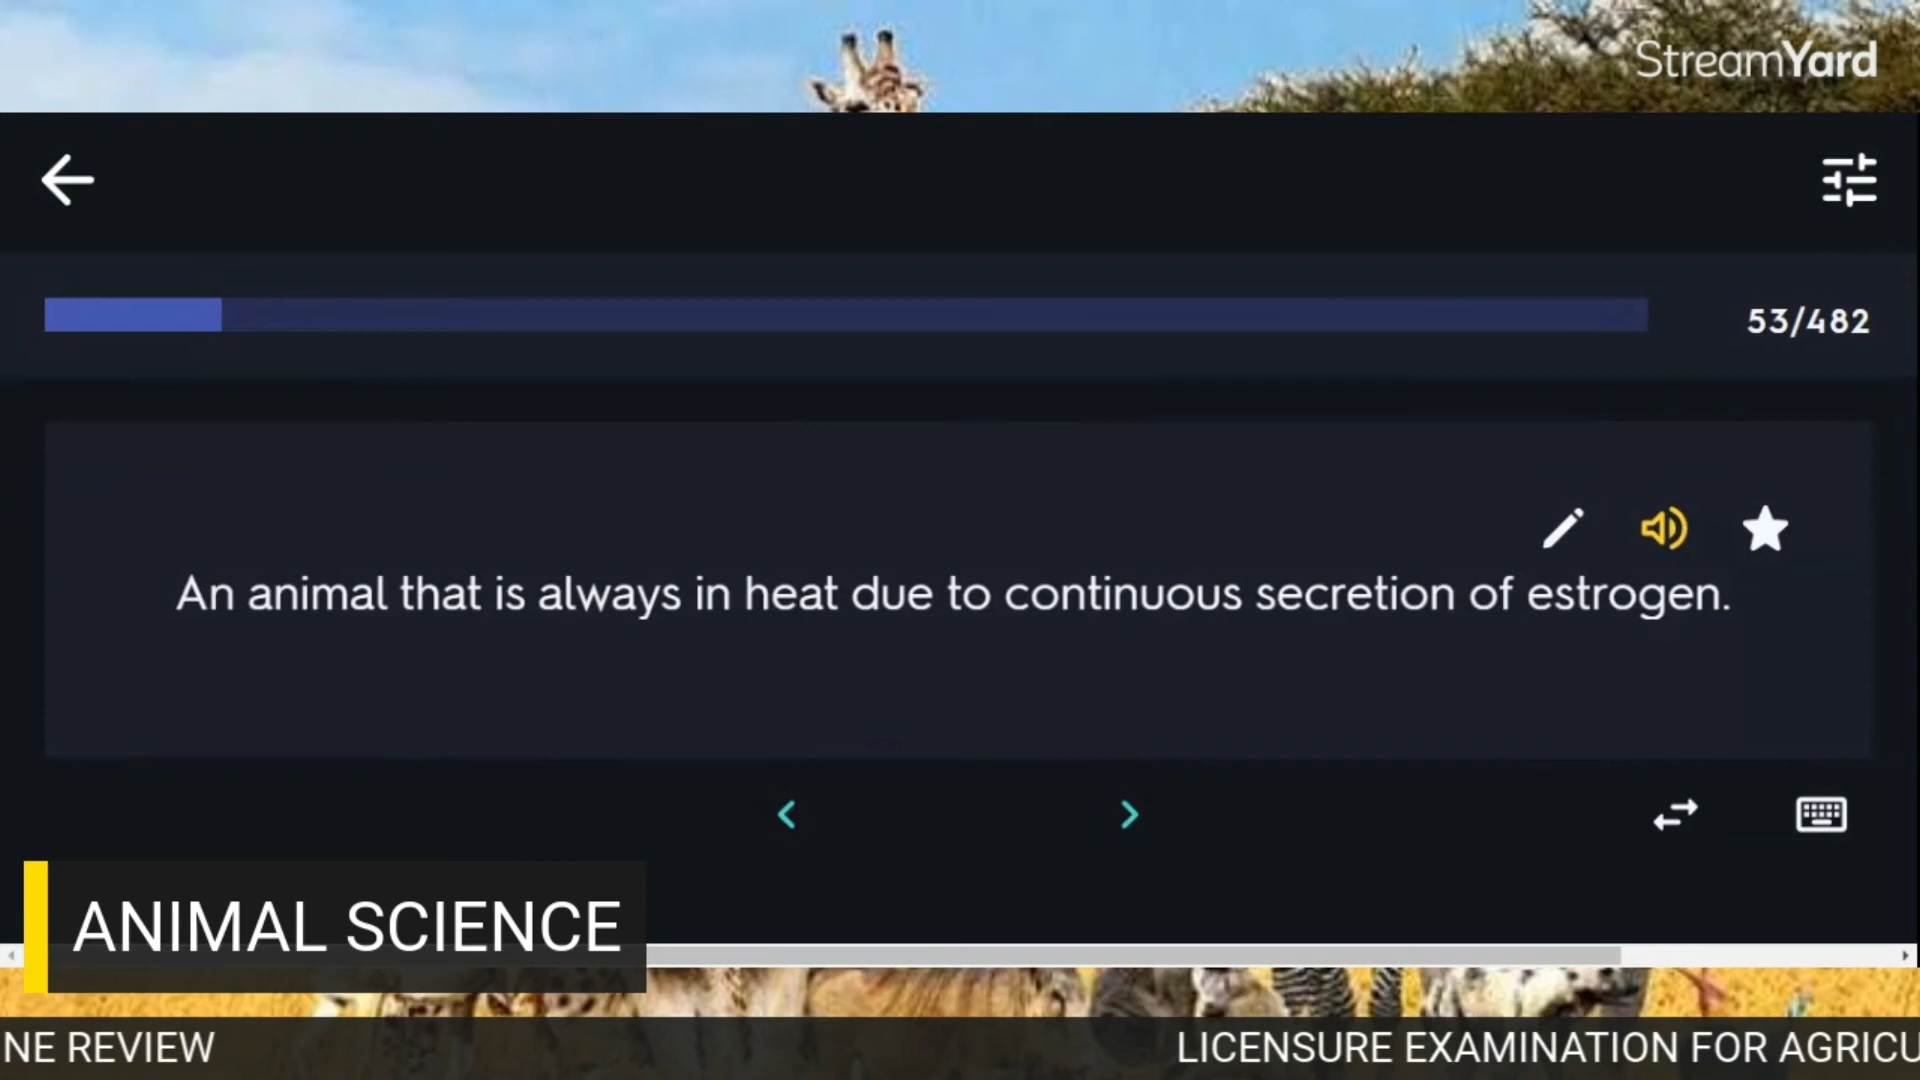 StreamYard
53/482
An animal that is always in heat due to continuous secretion of estrogen.
ANIMAL SCIENCE
NE REVIEW
LICENSURE EXAMINATION FOR AGRICU